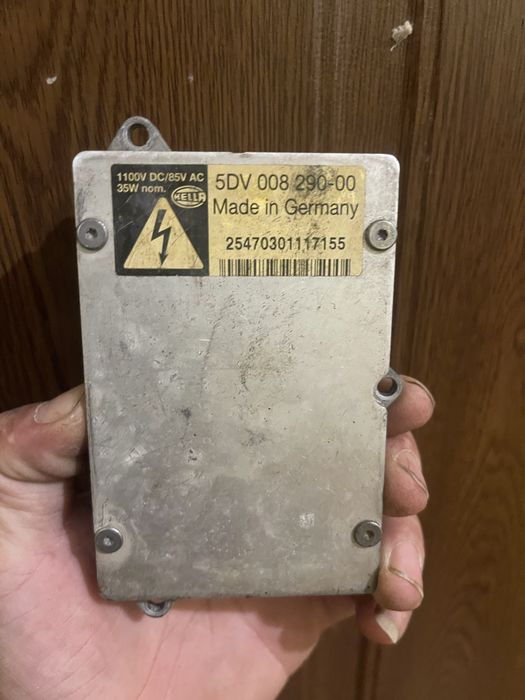 1100V DC/85V AC
35W nom.
HELLA
5DV 008 290-00
Made in Germany
25470301117155